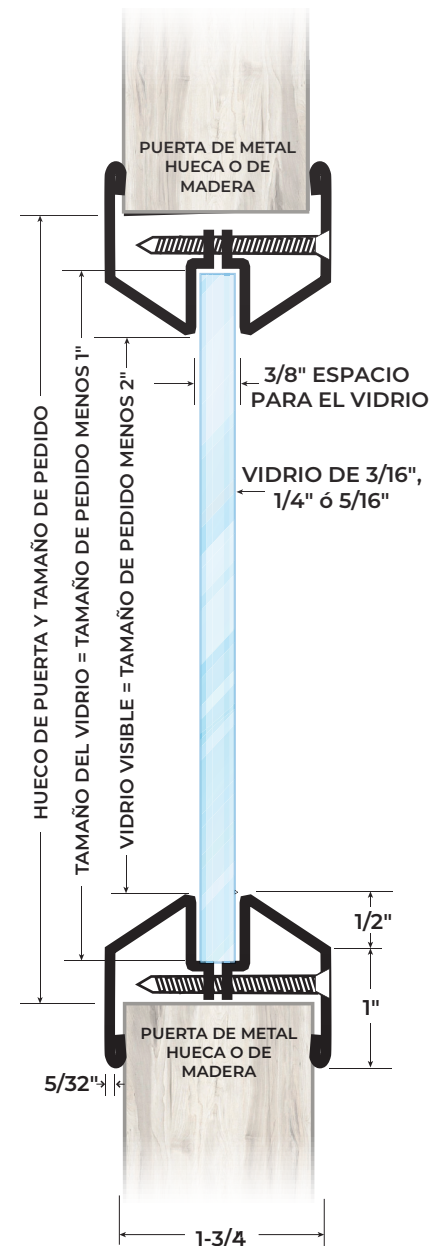 PUERTA DE METAL
HUECA O DE
MADERA
HUECO DE PUERTA Y TAMAÑO DE PEDIDO
TAMAÑO DEL VIDRIO = TAMAÑO DE PEDIDO MENOS 1"
VIDRIO VISIBLE = TAMAÑO DE PEDIDO MENOS 2"
3/8" ESPACIO
PARA EL VIDRIO
VIDRIO DE 3/16",
1/4" ó 5/16"
1/2"
1"
PUERTA DE METAL
HUECA O DE
MADERA
5/32"
1-3/4